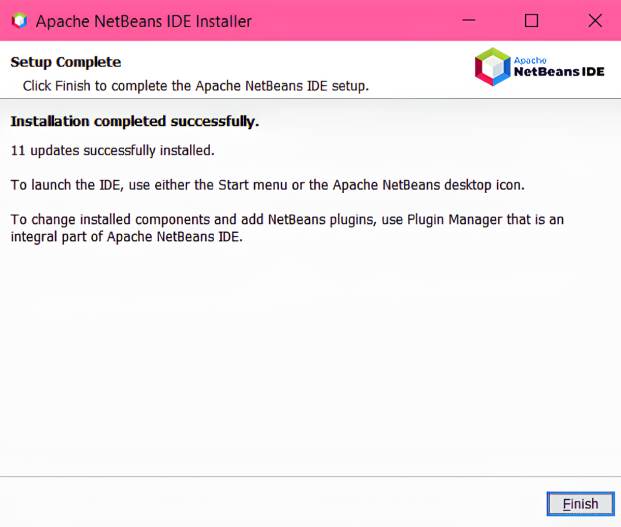 Apache NetBeans IDE Installer
Setup Complete
Click Finish to complete the Apache NetBeans IDE setup.
Apache
NetBeans IDE
Installation completed successfully.
11 updates successfully installed.
To launch the IDE, use either the Start menu or the Apache NetBeans desktop icon.
To change installed components and add NetBeans plugins, use Plugin Manager that is an
integral part of Apache NetBeans IDE.
Finish